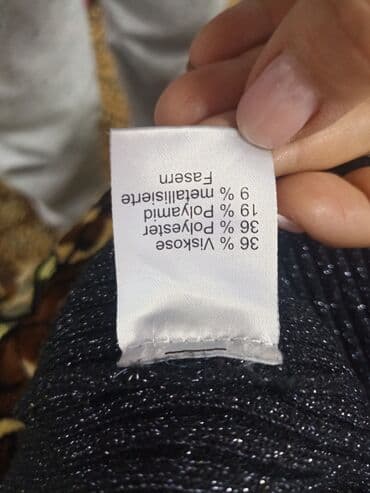 36 % Viskose
36 % Polyester
19 % Polyamid
9 % metallisierte
Fasern